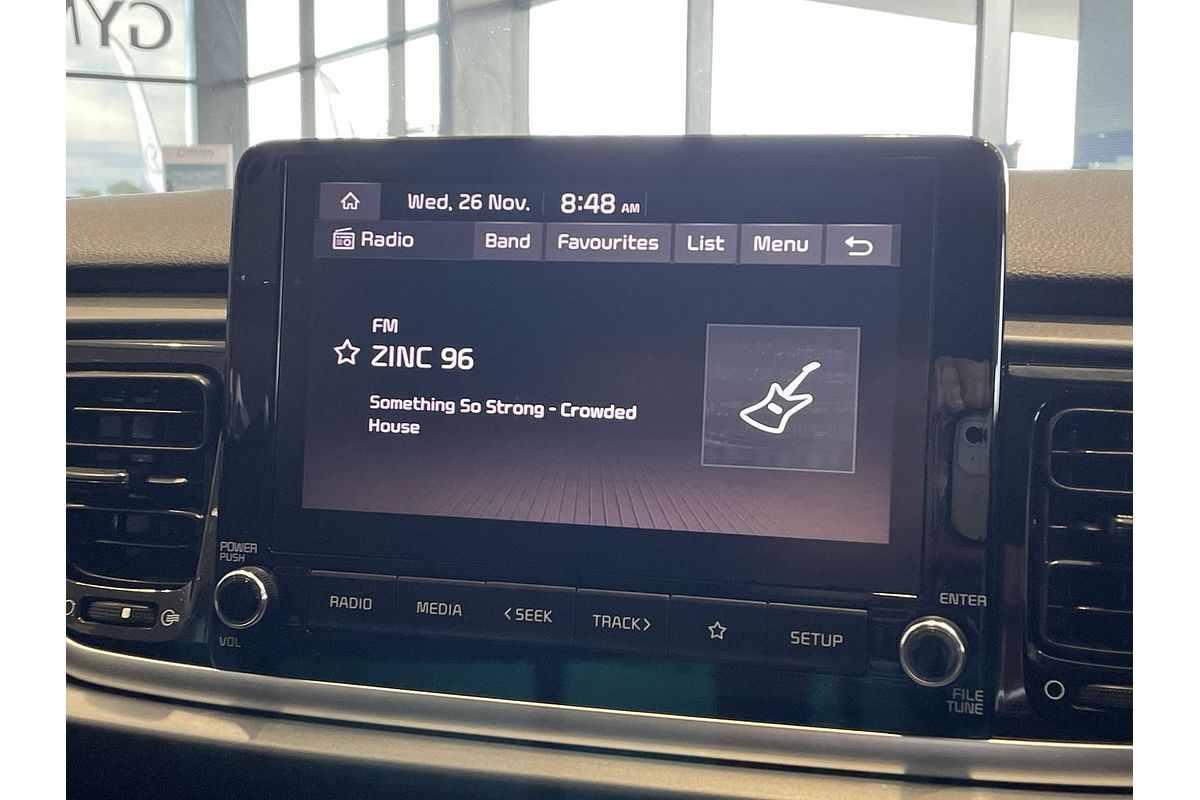 GYM
Wed, 26 Nov. 8:48 AM
Radio Band Favourites List Menu
FM
ZINC 96
Something So Strong - Crowded
House
POWER
PUSH
VOL
RADIO MEDIA <SEEK TRACK> SETUP
ENTER
FILE
TUNE